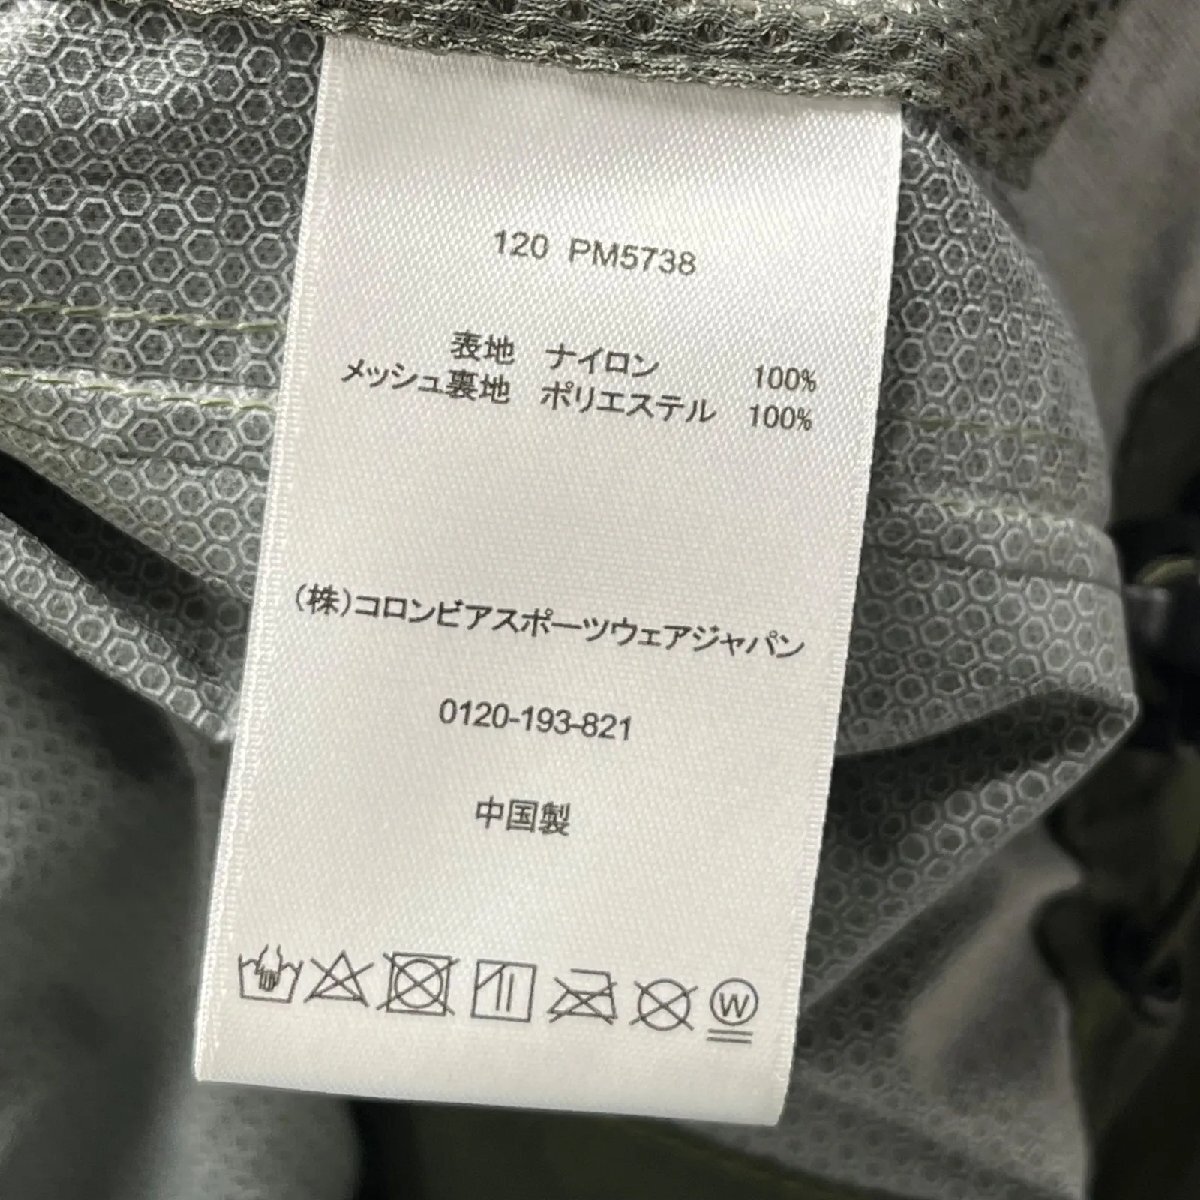 120 PM5738
表地 ナイロン 100%
メッシュ裏地 ポリエステル 100%
(株)コロンビアスポーツウェアジャパン
0120-193-821
中国製
W